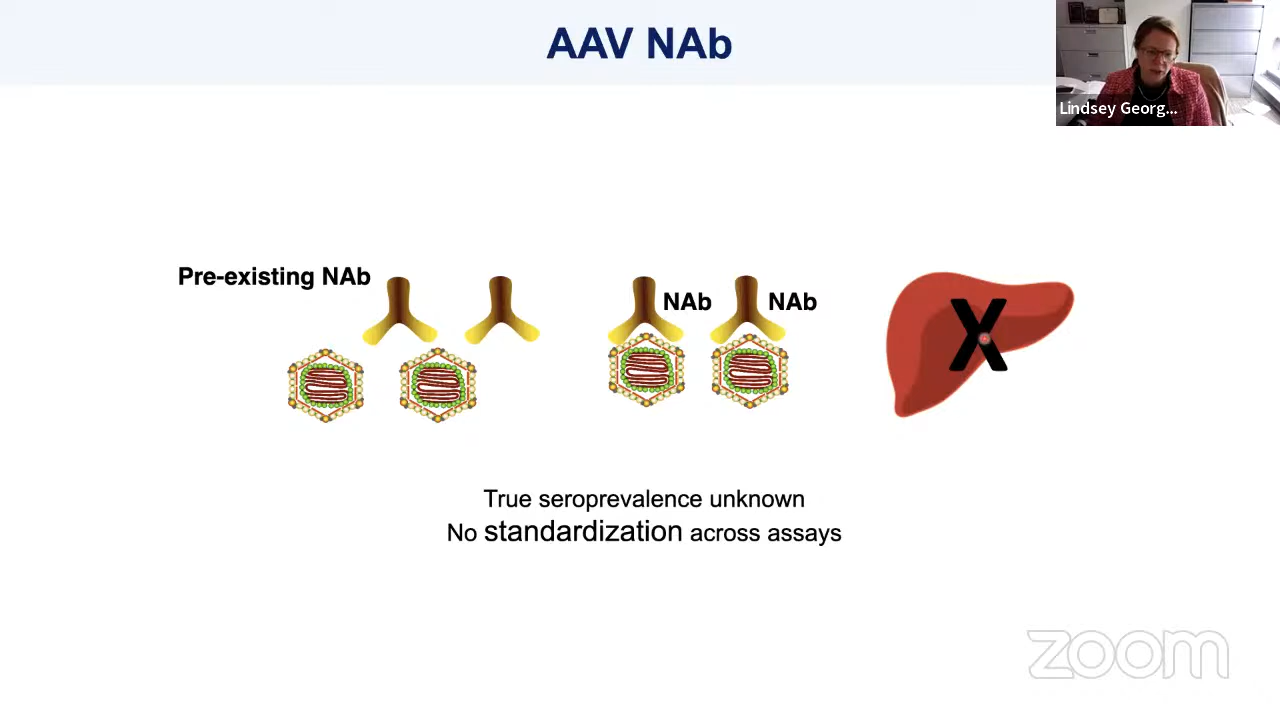 AAV NAb
Lindsey Georg...
Pre-existing NAb
NAb
NAb
X
True seroprevalence unknown
No standardization across assays
zoom